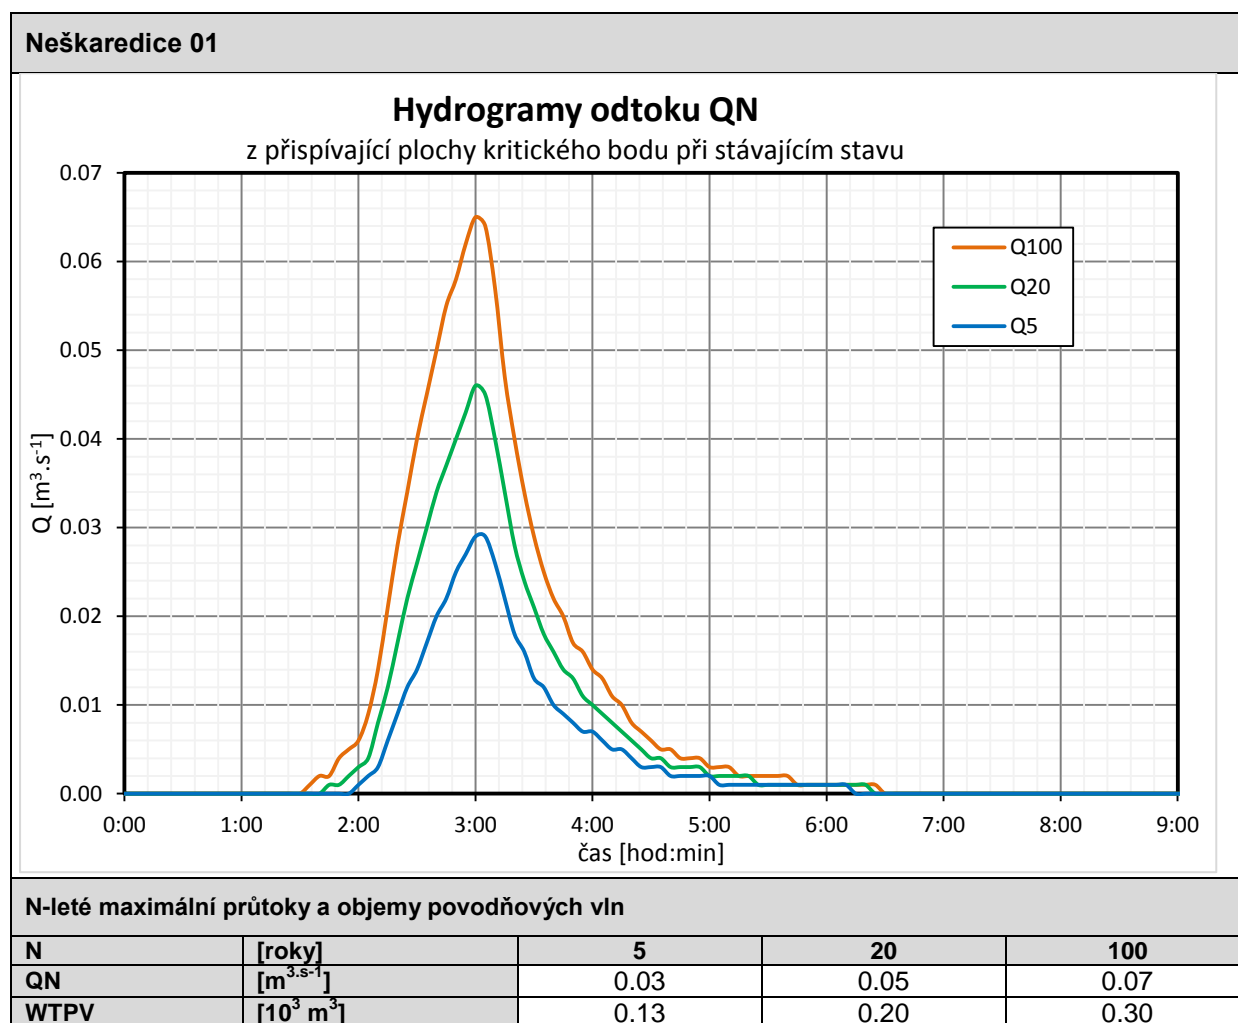 Neškaredice 01
Hydrogramy odtoku QN
z přispívající plochy kritického bodu při stávajícím stavu
0.07
0.06
0.05
0.04
0.03
0.02
0.01
0.00
Q [m³.s⁻¹]
Q100
Q20
Q5
0:00 1:00 2:00 3:00 4:00 5:00 6:00 7:00 8:00 9:00
čas [hod:min]
N-leté maximální průtoky a objemy povodňových vln
N [roky] 5 20 100
QN [m³·ˢ⁻¹] 0.03 0.05 0.07
WTPV [10³ m³] 0.13 0.20 0.30